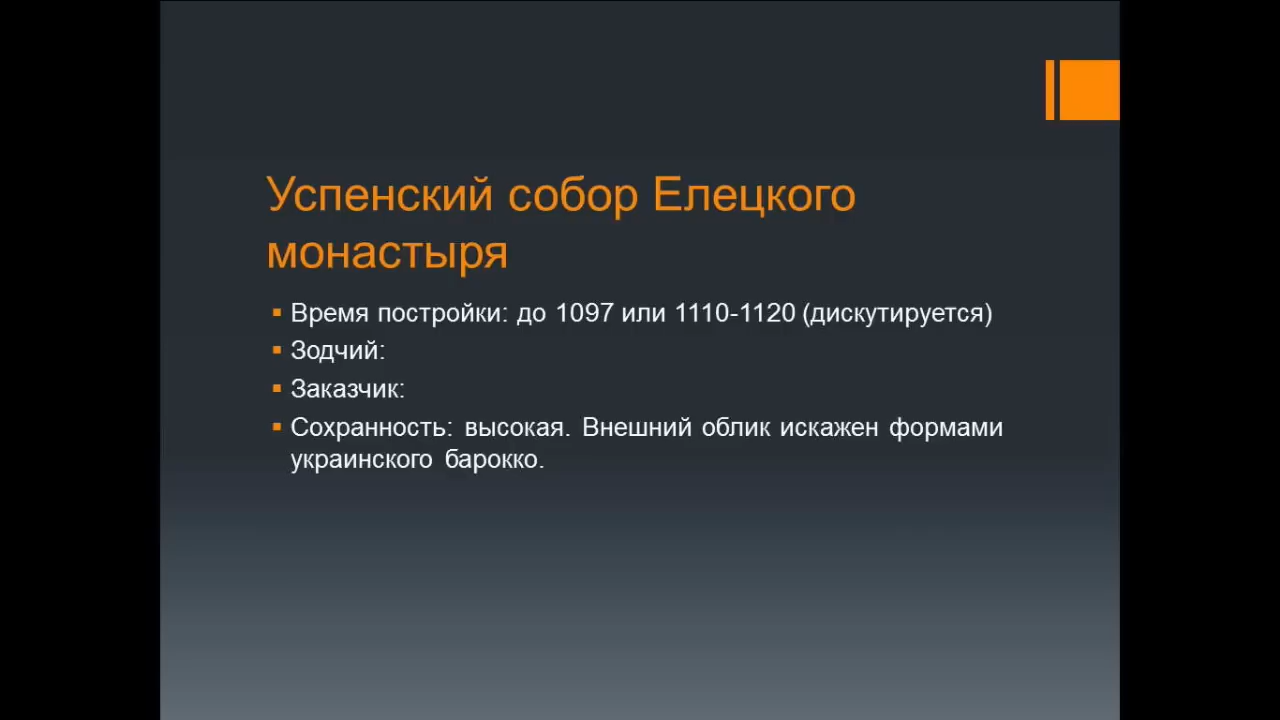 Успенский собор Елецкого
монастыря
▪ Время постройки: до 1097 или 1110-1120 (дискутируется)
▪ Зодчий:
▪ Заказчик:
▪ Сохранность: высокая. Внешний облик искажен формами
украинского барокко.